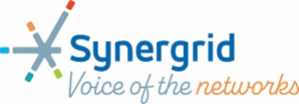 Synergrid
Voice of the networks